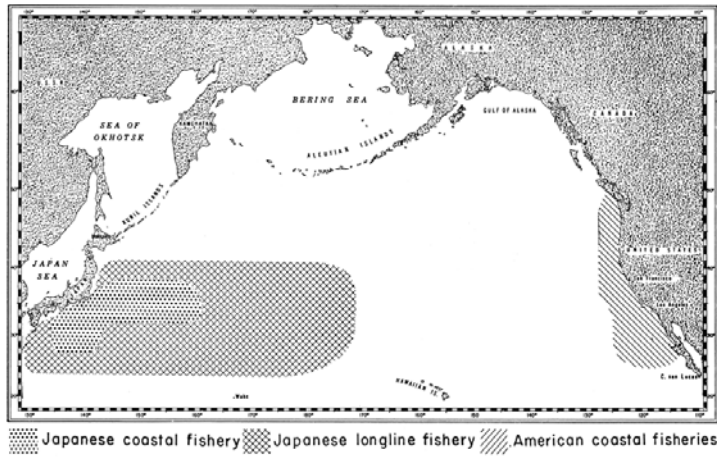 ALASKA
BERING SEA
SEA OF
OKHOTSK
KAMCHATKA
GULF OF ALASKA
CANADA
ALEUTIAN ISLANDS
KURIL ISLANDS
JAPAN
SEA
JAPAN
UNITED STATES
San Francisco
Los Angeles
HAWAIIAN IS.
Wake
C. san Lucas
Japanese coastal fishery Japanese longline fishery American coastal fisheries